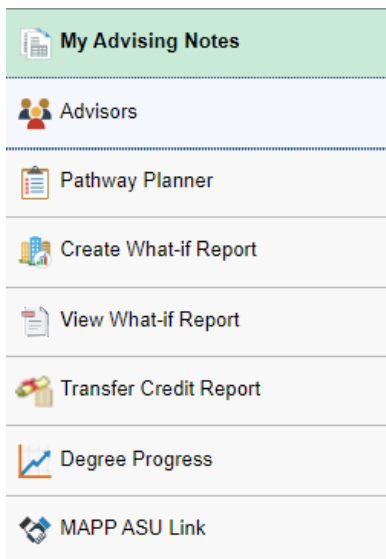 My Advising Notes
Advisors
Pathway Planner
Create What-if Report
View What-if Report
Transfer Credit Report
Degree Progress
MAPP ASU Link